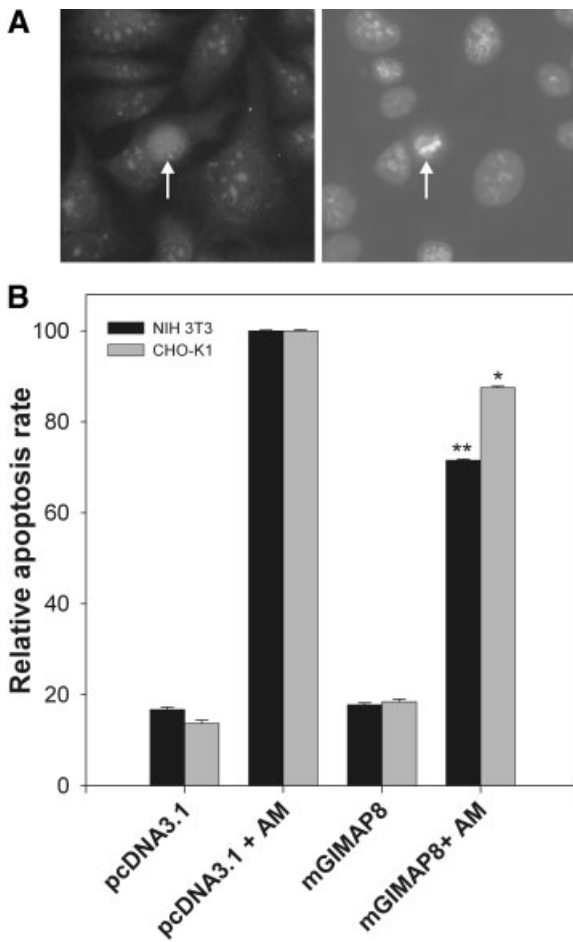 A
B
NIH 3T3
CHO-K1
Relative apoptosis rate
100
80
60
40
20
0
**
*
pcDNA3.1
pcDNA3.1 + AM
mGIMAP8
mGIMAP8+ AM